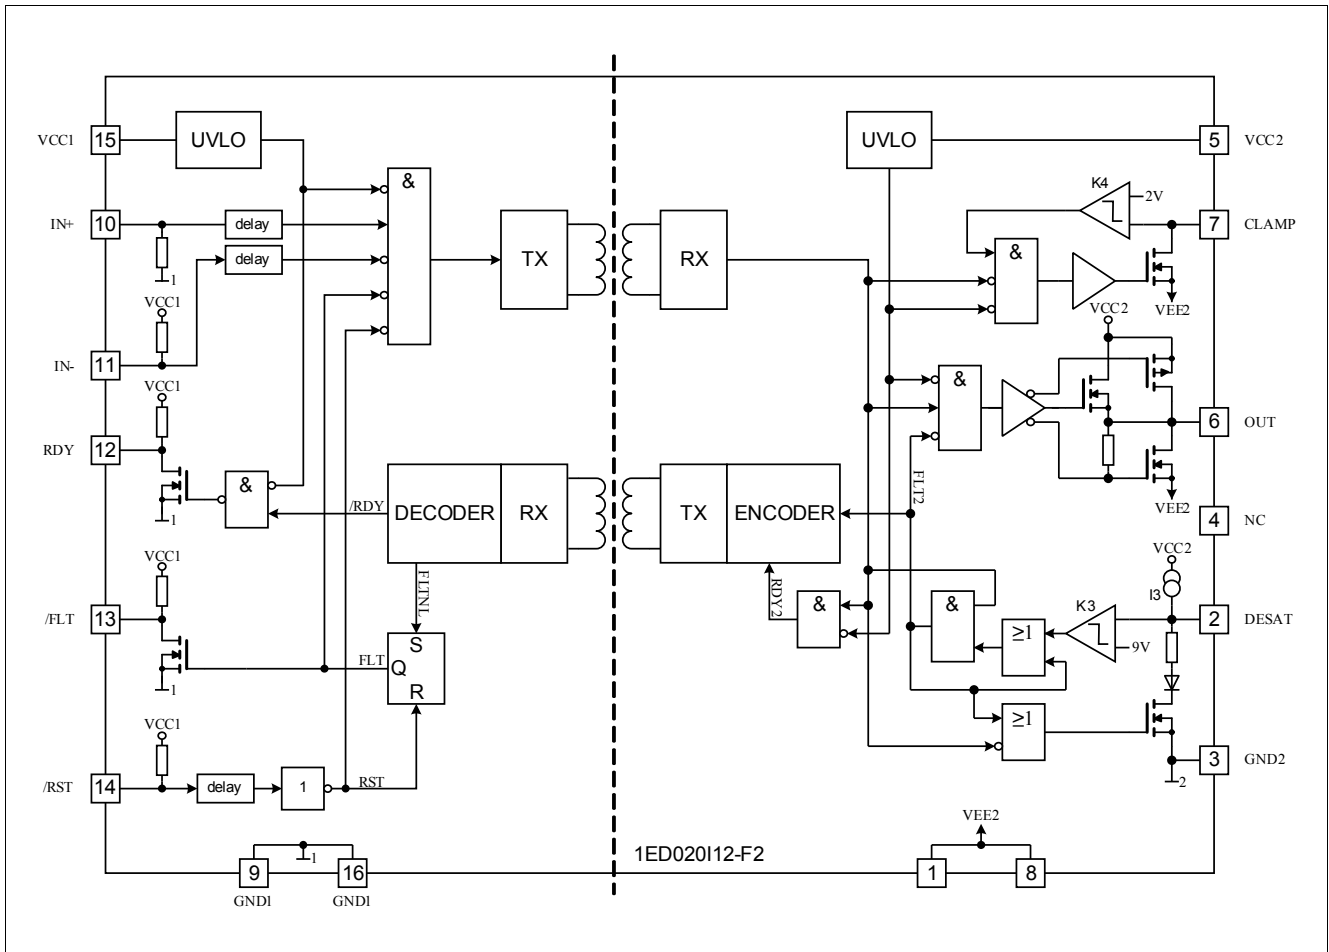 VCC1 15 UVLO UVLO 5 VCC2
K4 2V
&
IN+ 10 delay 7 CLAMP
delay TX RX &
1
VCC1 VEE2
VCC2
IN- 11
VCC1 &
6 OUT
RDY 12
& FLT2
/RDY DECODER RX TX ENCODER VEE2
1 4 NC
VCC1 VCC2
FLTNL RDY2 I3
& & K3
/FLT 13 ≥1 2 DESAT
S 9V
FLT Q
1 R
≥1
VCC1
3 GND2
/RST 14 delay 1 RST 2
VEE2
1 1ED020I12-F2
9 16 1 8
GND1 GND1